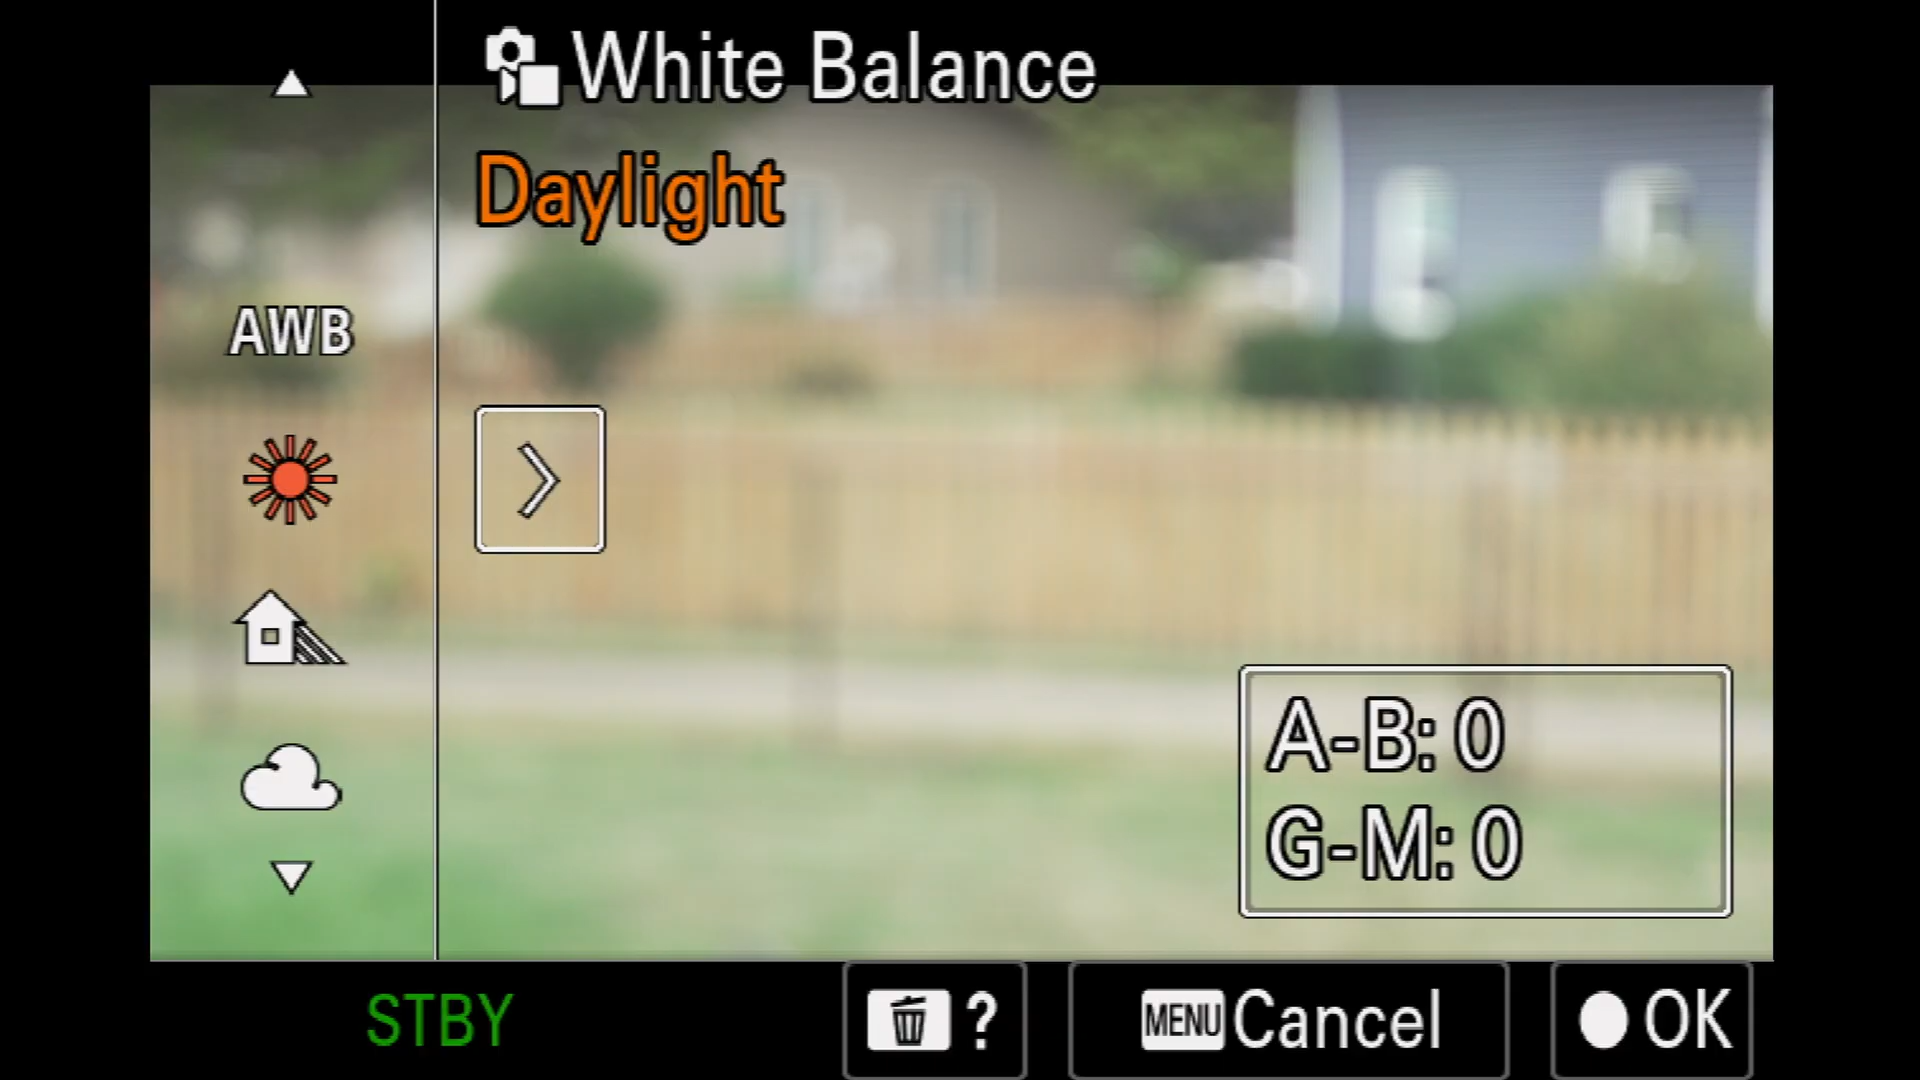 White Balance
Daylight
AWB
A-B: 0
G-M: 0
STBY
?
MENU Cancel
OK